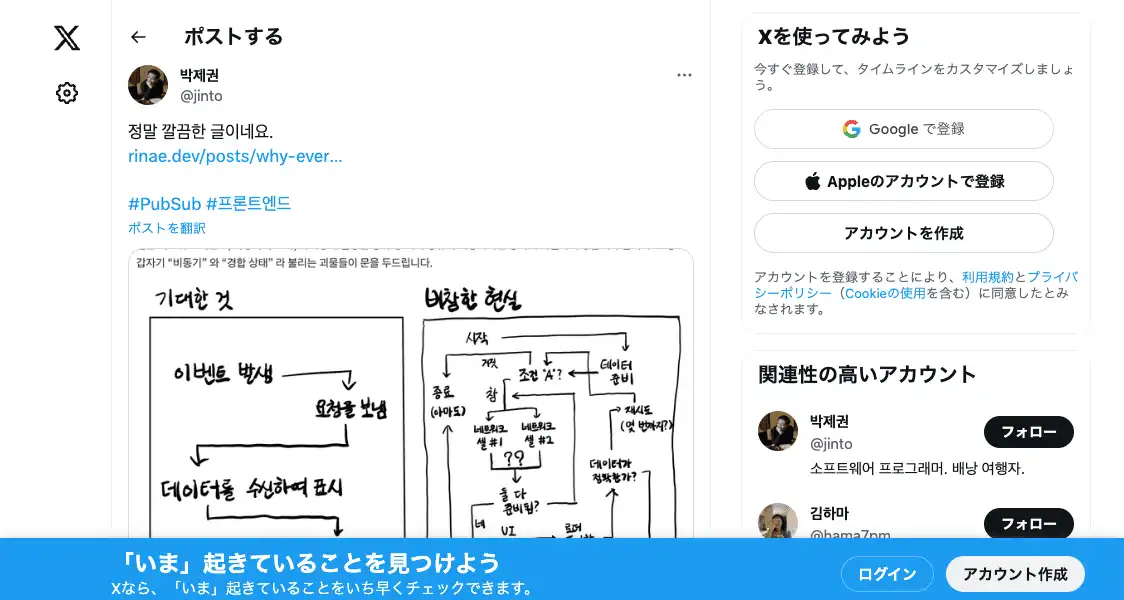 ポストする
박제권
@jinto
정말 깔끔한 글이네요.
rinae.dev/posts/why-ever...
#PubSub #프론트엔드
ポストを翻訳
갑자기 “비동기” 와 “경합 상태” 라 불리는 괴물들이 문을 두드립니다.
기대한 것
이벤트 발생
요청을 보냄
데이터를 수신하여 표시
비참한 현실
시작
거짓
조건 'A'?
데이터
준비
종료
(아마도)
참
재시도
(몇 번까지?)
네트워크
셀 #1
네트워크
셀 #2
??
데이터가
정확한가?
둘 다
준비됨?
네
UI
Xを使ってみよう
今すぐ登録して、タイムラインをカスタマイズしましょ
う。
Google で登録
Appleのアカウントで登録
アカウントを作成
アカウントを登録することにより、利用規約とプライバ
シーポリシー（Cookieの使用を含む）に同意したとみ
なされます。
関連性の高いアカウント
박제권
@jinto
フォロー
소프트웨어 프로그래머. 배낭 여행자.
김하마
@hama7pm
フォロー
「いま」起きていることを見つけよう
Xなら、「いま」起きていることをいち早くチェックできます。
ログイン
アカウント作成